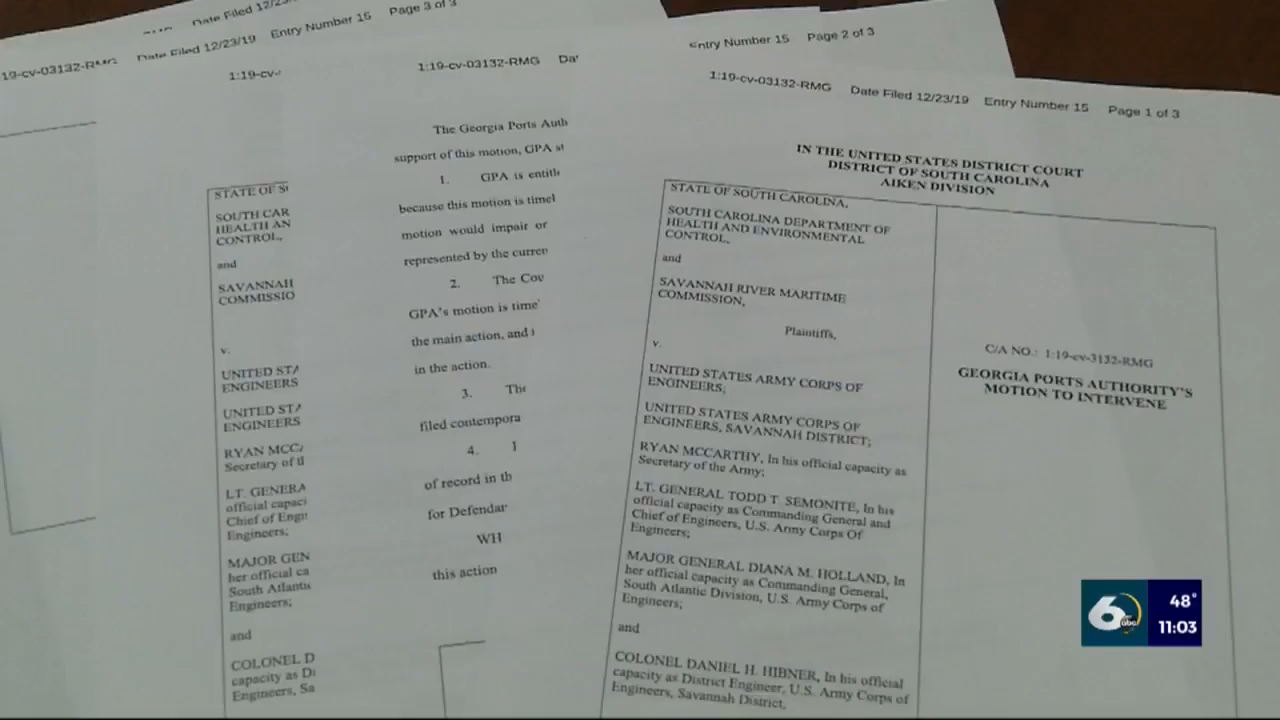 Date Filed 12/23
Page 3 of 3
19-cv-03132-RMG Date Filed 12/23/19 Entry Number 15
1:19-cv-
1:19-cv-03132-RMG
The Georgia Ports Auth
support of this motion, GPA
1. GPA is entitl
because this motion is timel
motion would impair or
represented by the curren
2. The Cou
GPA's motion is time
the main action, and
in the action.
3. The
filed contempora
4.
of record in th
for Defendar
WH
this action
STATE OF S
SOUTH CAR
HEALTH AN
CONTROL,
and
SAVANNAH
COMMISSIO
v.
UNITED STA
ENGINEERS
UNITED STA
ENGINEERS
RYAN MCC
Secretary of tl
LT. GENERA
official capaci
Chief of Engi
Engineers;
MAJOR GEN
her official ca
South Atlantic
Engineers;
and
COLONEL D
capacity as Di
Engineers, Sa
Entry Number 15 Page 2 of 3
1:19-cv-03132-RMG Date Filed 12/23/19 Entry Number 15 Page 1 of 3
IN THE UNITED STATES DISTRICT COURT
DISTRICT OF SOUTH CAROLINA
AIKEN DIVISION
STATE OF SOUTH CAROLINA,
SOUTH CAROLINA DEPARTMENT OF
HEALTH AND ENVIRONMENTAL
CONTROL,
and
SAVANNAH RIVER MARITIME
COMMISSION,
Plaintiffs,
v.
UNITED STATES ARMY CORPS OF
ENGINEERS;
UNITED STATES ARMY CORPS OF
ENGINEERS, SAVANNAH DISTRICT;
RYAN MCCARTHY, In his official capacity as
Secretary of the Army;
LT. GENERAL TODD T. SEMONITE, In his
official capacity as Commanding General and
Chief of Engineers, U.S. Army Corps Of
Engineers;
MAJOR GENERAL DIANA M. HOLLAND, In
her official capacity as Commanding General,
South Atlantic Division, U.S. Army Corps of
Engineers;
and
COLONEL DANIEL H. HIBNER, In his official
capacity as District Engineer, U.S. Army Corps of
Engineers, Savannah District,
C/A NO.: 1:19-cv-3132-RMG
GEORGIA PORTS AUTHORITY'S
MOTION TO INTERVENE
6 abc
48°
11:03